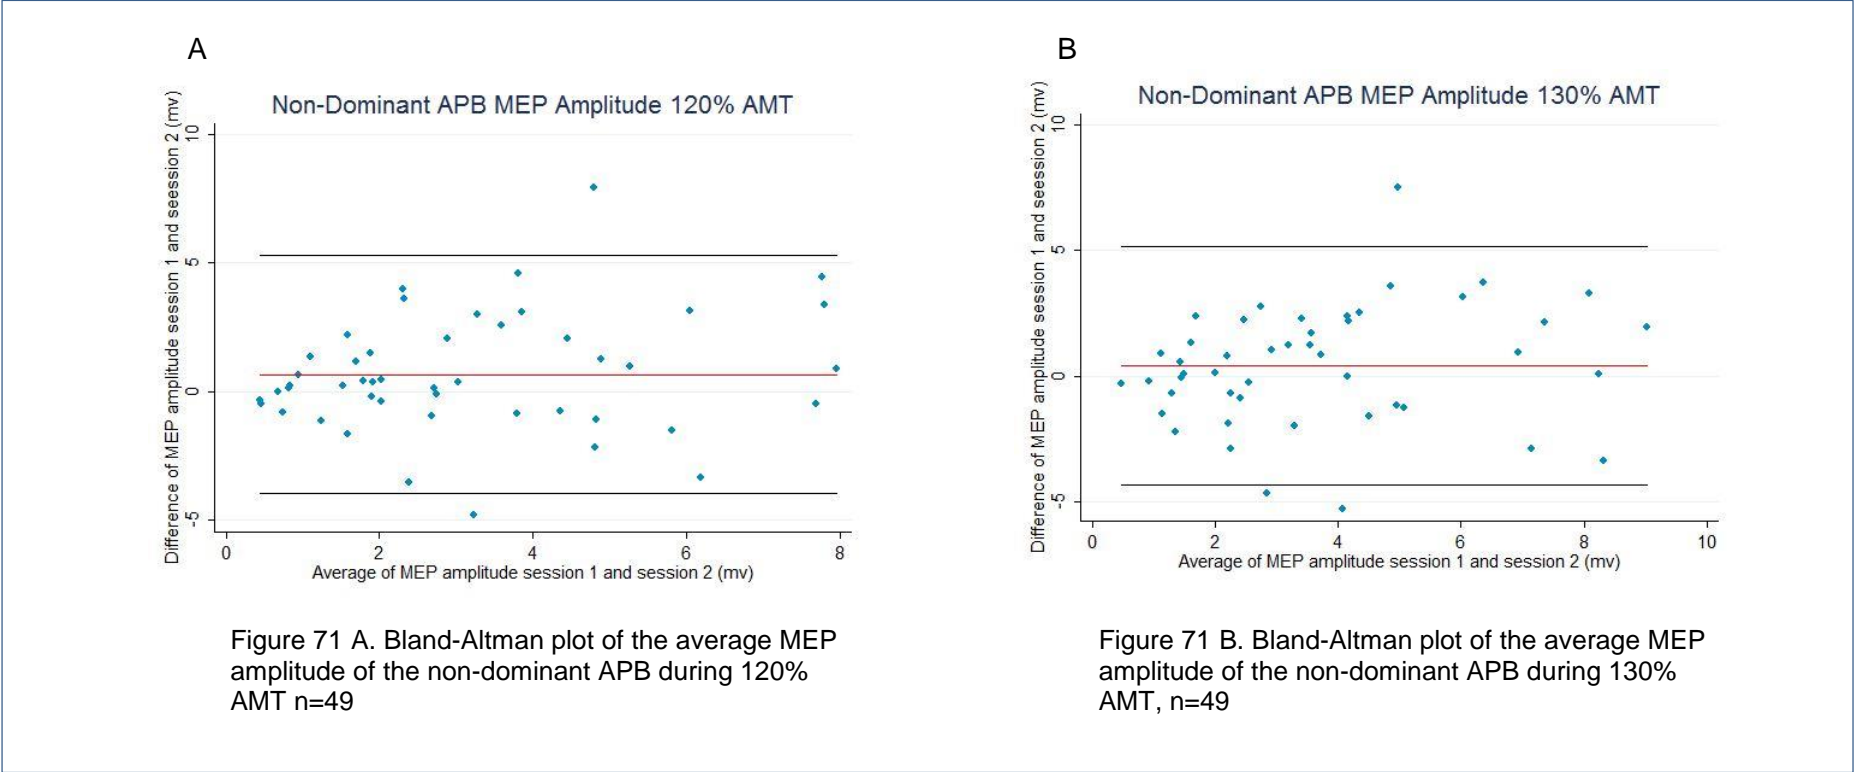 A
Non-Dominant APB MEP Amplitude 120% AMT
Difference of MEP amplitude session 1 and seession 2 (mv)
10
5
0
-5
0 2 4 6 8
Average of MEP amplitude session 1 and session 2 (mv)
Figure 71 A. Bland-Altman plot of the average MEP
amplitude of the non-dominant APB during 120%
AMT n=49
B
Non-Dominant APB MEP Amplitude 130% AMT
Difference of MEP amplitude session 1 and seession 2 (mv)
10
5
0
-5
0 2 4 6 8 10
Average of MEP amplitude session 1 and session 2 (mv)
Figure 71 B. Bland-Altman plot of the average MEP
amplitude of the non-dominant APB during 130%
AMT, n=49